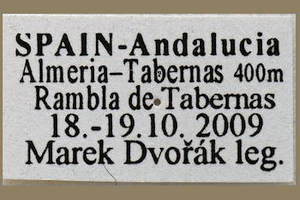 SPAIN-Andalucia
Almeria-Tabernas 400m
Rambla de Tabernas
18.-19.10. 2009
Marek Dvořák leg.